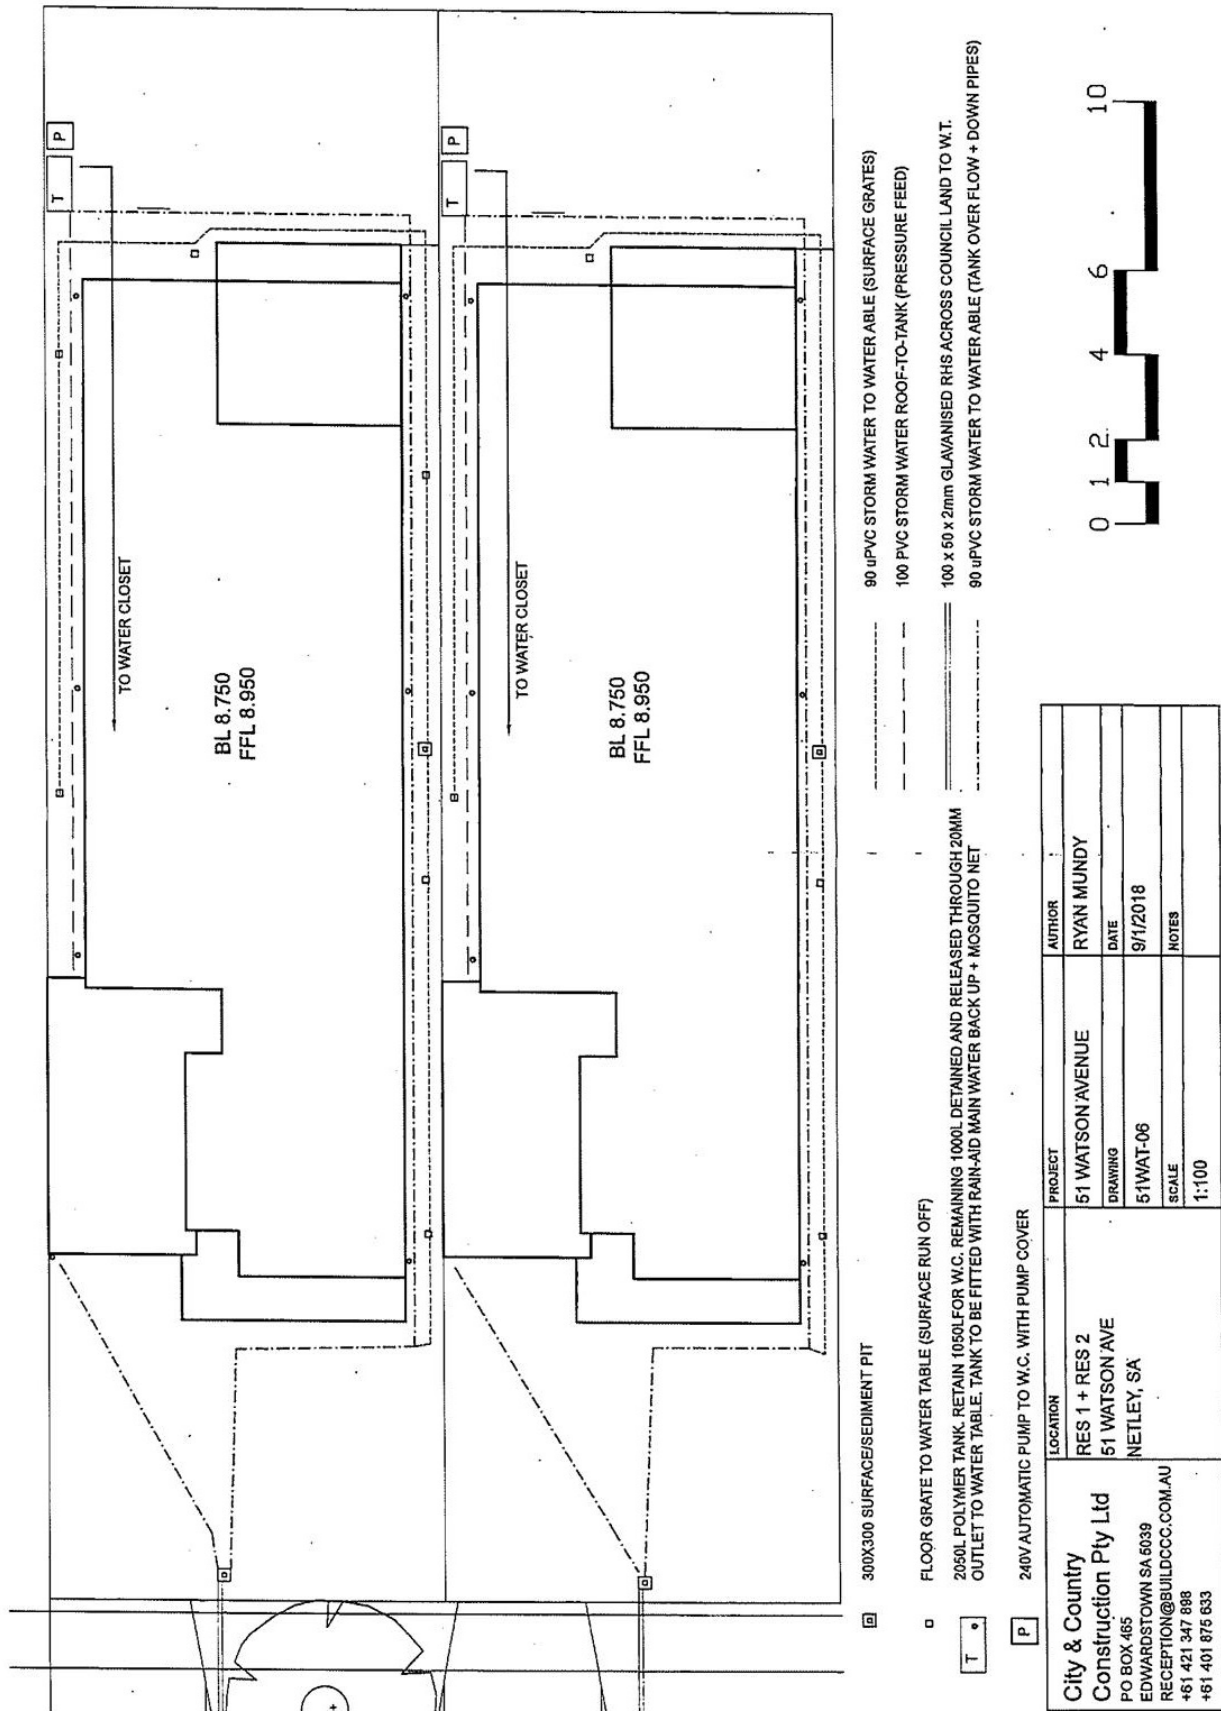 T P
TO WATER CLOSET
BL 8.750
FFL 8.950
T P
TO WATER CLOSET
BL 8.750
FFL 8.950
300X300 SURFACE/SEDIMENT PIT
FLOOR GRATE TO WATER TABLE (SURFACE RUN OFF)
T
2050L POLYMER TANK. RETAIN 1050LFOR W.C. REMAINING 1000L DETAINED AND RELEASED THROUGH 20MM
OUTLET TO WATER TABLE. TANK TO BE FITTED WITH RAIN-AID MAIN WATER BACK UP + MOSQUITO NET
P
240V AUTOMATIC PUMP TO W.C. WITH PUMP COVER
90 uPVC STORM WATER TO WATER ABLE (SURFACE GRATES)
100 PVC STORM WATER ROOF-TO-TANK (PRESSURE FEED)
100 x 50 x 2mm GLAVANISED RHS ACROSS COUNCIL LAND TO W.T.
90 uPVC STORM WATER TO WATER ABLE (TANK OVER FLOW + DOWN PIPES)
0 1 2 4 6 10
City & Country
Construction Pty Ltd
PO BOX 465
EDWARDSTOWN SA 5039
RECEPTION@BUILDCCC.COM.AU
+61 421 347 898
+61 401 875 633
LOCATION
RES 1 + RES 2
51 WATSON AVE
NETLEY, SA
PROJECT
51 WATSON AVENUE
DRAWING
51WAT-06
SCALE
1:100
AUTHOR
RYAN MUNDY
DATE
9/1/2018
NOTES